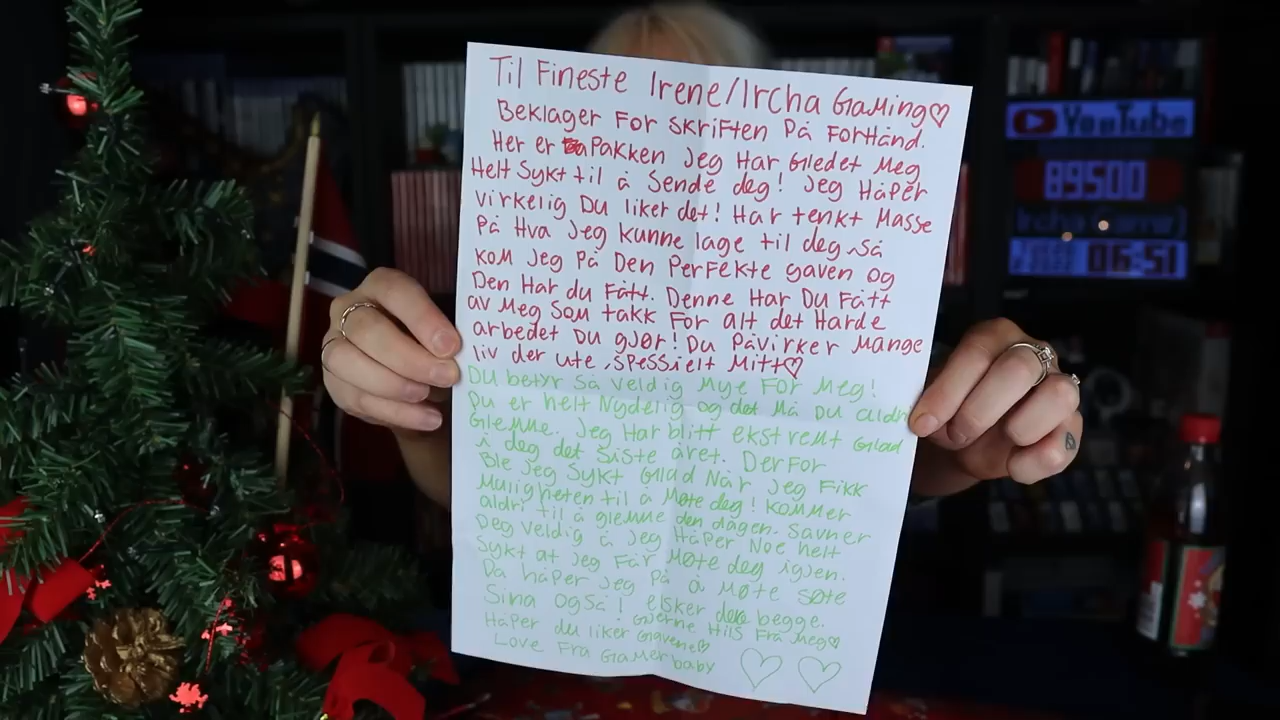 Til Fineste Irene/Ircha Gaming♡
Beklager For skriften på Forhånd.
Her er Pakken Jeg Har Gledet Meg
Helt Sykt til å Sende deg! Jeg Håper
virkelig Du liker det! Har tenkt Masse
På Hva Jeg kunne lage til deg så
kom Jeg På Den Perfekte gaven og
Den Har du Fått. Denne Har Du Fått
av Meg Som takk For alt det Harde
arbedet Du gjør! Du Påvirker Mange
liv der ute, spessielt Mitt♡
Du betyr så veldig Mye For Meg!
Du er helt Nydelig og det Må Du aldri
Glemme. Jeg Har blitt ekstremt Glad
i deg det Siste året. Derfor
Ble Jeg Sykt Glad Når Jeg Fikk
Muligheten til å Møte deg! Kommer
aldri til å glemme den dagen. Savner
Deg veldig å Jeg Håper Noe helt
Sykt at Jeg Får Møte deg igjen.
Da håper Jeg På å Møte søte
Sina også! elsker dere begge.
Gjerne Hils Fra Meg♡
Håper du liker Gaven♡
Love Fra Gamerbaby ♡ ♡
YouTube
89500
06:51